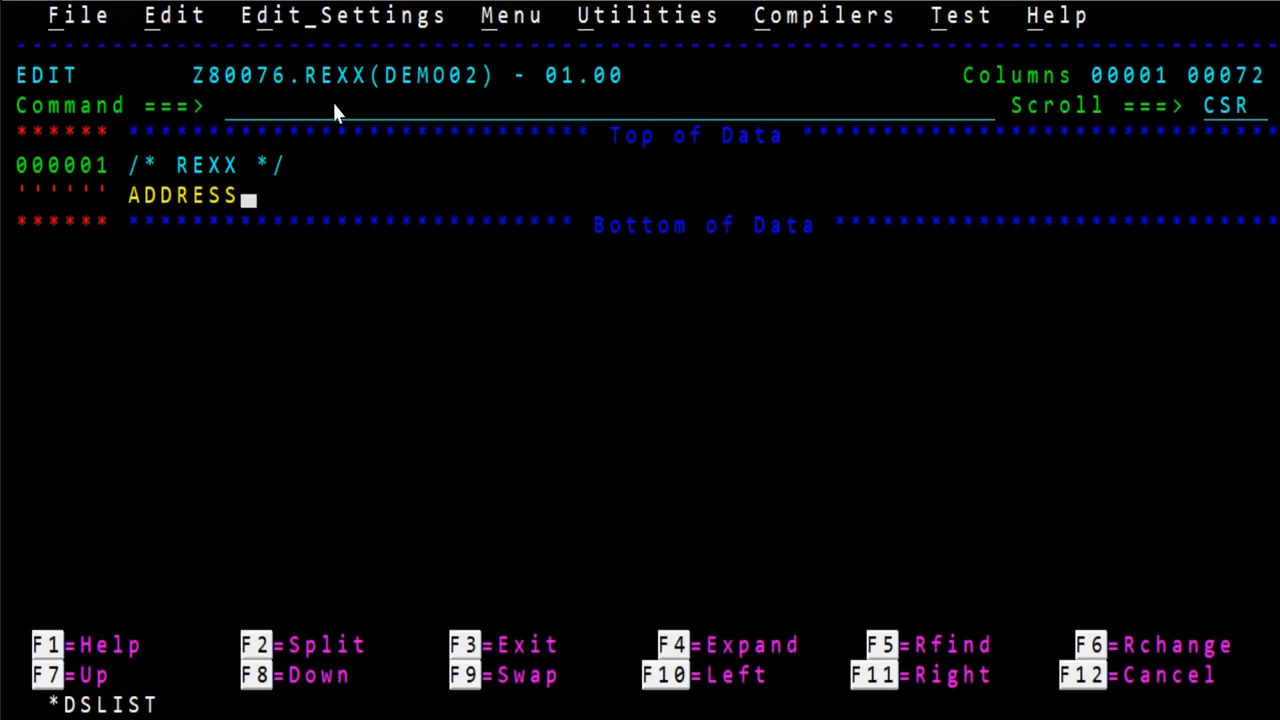 File Edit Edit_Settings Menu Utilities Compilers Test Help
EDIT Z80076.REXX(DEMO02) - 01.00 Columns 00001 00072
Command ===> Scroll ===> CSR
****** ***************************** Top of Data ******************************
000001 /* REXX */
'''''' ADDRESS
****** **************************** Bottom of Data ****************************
F1=Help F2=Split F3=Exit F4=Expand F5=Rfind F6=Rchange
F7=Up F8=Down F9=Swap F10=Left F11=Right F12=Cancel
*DSLIST